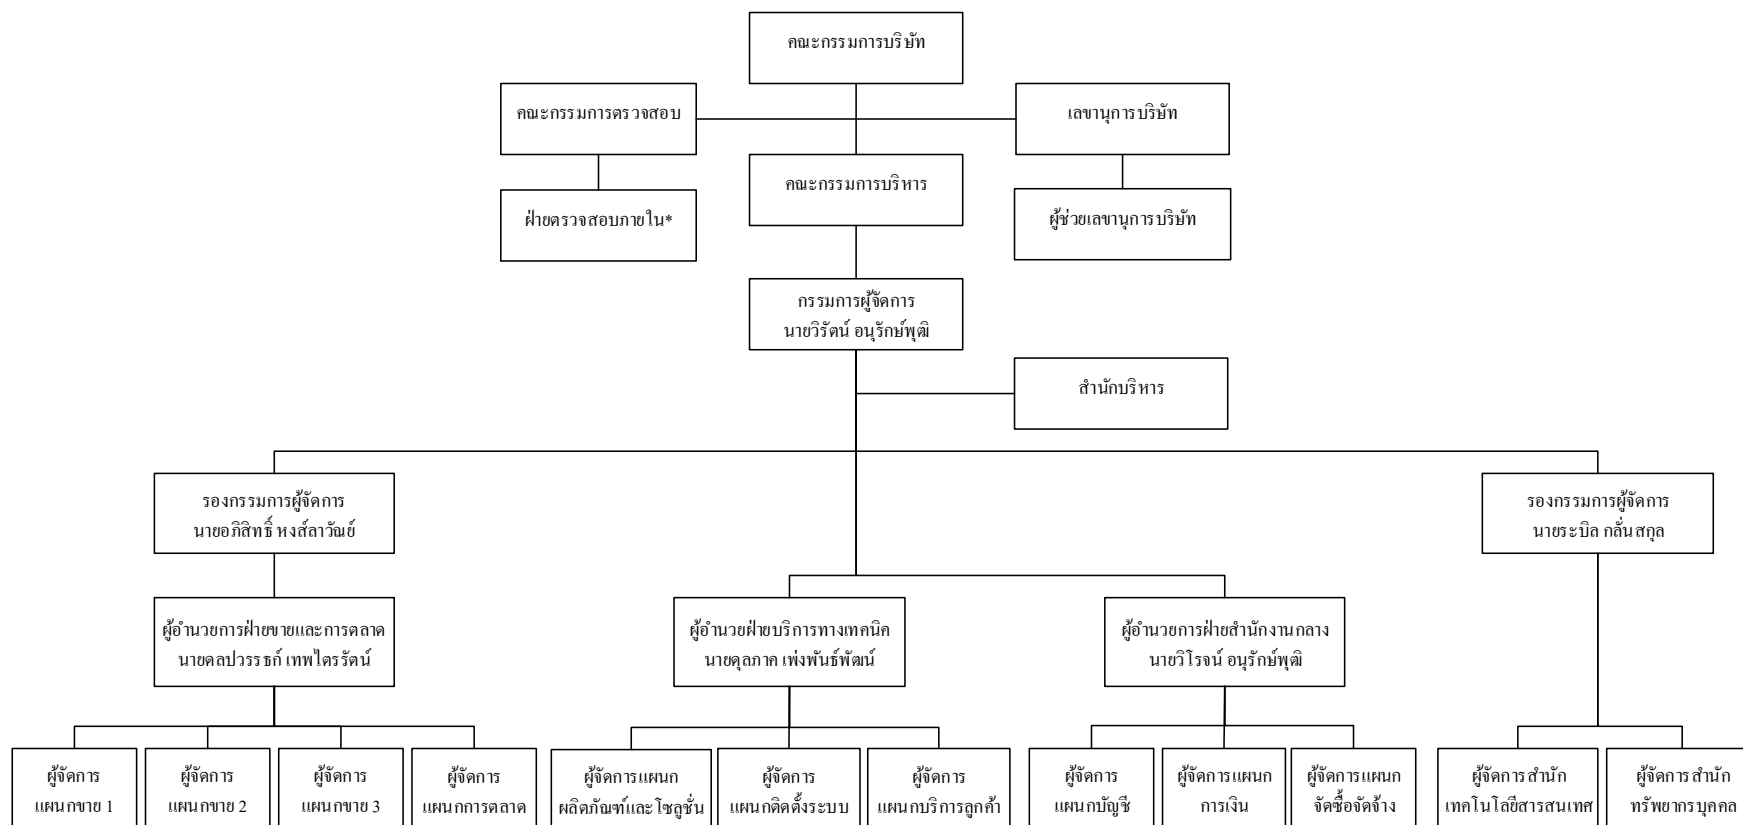 คณะกรรมการบริษัท
คณะกรรมการตรวจสอบ
เลขานุการบริษัท
คณะกรรมการบริหาร
ฝ่ายตรวจสอบภายใน*
ผู้ช่วยเลขานุการบริษัท
กรรมการผู้จัดการ
นายวิรัตน์ อนุรักษ์พุฒิ
สำนักบริหาร
รองกรรมการผู้จัดการ
นายอภิสิทธิ์ หงส์ลาวัณย์
รองกรรมการผู้จัดการ
นายระบิล กลั่นสกุล
ผู้อำนวยการฝ่ายขายและการตลาด
นายดลปวรรธก์ เทพไตรรัตน์
ผู้อำนวยฝ่ายบริการทางเทคนิค
นายดุลภาค เพ่งพันธ์พัฒน์
ผู้อำนวยการฝ่ายสำนักงานกลาง
นายวิโรจน์ อนุรักษ์พุฒิ
ผู้จัดการ
แผนกขาย 1
ผู้จัดการ
แผนกขาย 2
ผู้จัดการ
แผนกขาย 3
ผู้จัดการ
แผนกการตลาด
ผู้จัดการแผนก
ผลิตภัณฑ์และโซลูชั่น
ผู้จัดการ
แผนกติดตั้งระบบ
ผู้จัดการ
แผนกบริการลูกค้า
ผู้จัดการ
แผนกบัญชี
ผู้จัดการแผนก
การเงิน
ผู้จัดการแผนก
จัดซื้อจัดจ้าง
ผู้จัดการสำนัก
เทคโนโลยีสารสนเทศ
ผู้จัดการสำนัก
ทรัพยากรบุคคล